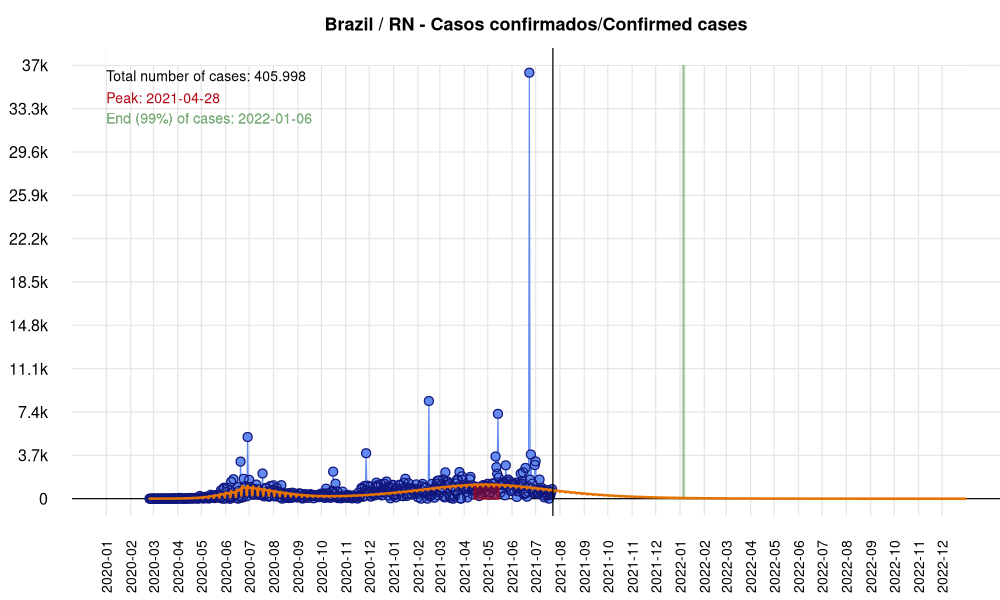 Brazil / RN - Casos confirmados/Confirmed cases
37k
33.3k
29.6k
25.9k
22.2k
18.5k
14.8k
11.1k
7.4k
3.7k
0
Total number of cases: 405.998
Peak: 2021-04-28
End (99%) of cases: 2022-01-06
2020-01
2020-02
2020-03
2020-04
2020-05
2020-06
2020-07
2020-08
2020-09
2020-10
2020-11
2020-12
2021-01
2021-02
2021-03
2021-04
2021-05
2021-06
2021-07
2021-08
2021-09
2021-10
2021-11
2021-12
2022-01
2022-02
2022-03
2022-04
2022-05
2022-06
2022-07
2022-08
2022-09
2022-10
2022-11
2022-12